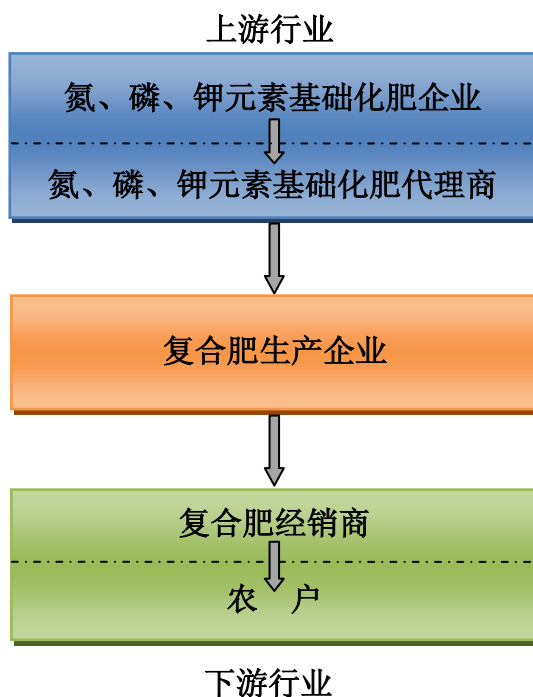 上游行业
氮、磷、钾元素基础化肥企业
氮、磷、钾元素基础化肥代理商
复合肥生产企业
复合肥经销商
农 户
下游行业